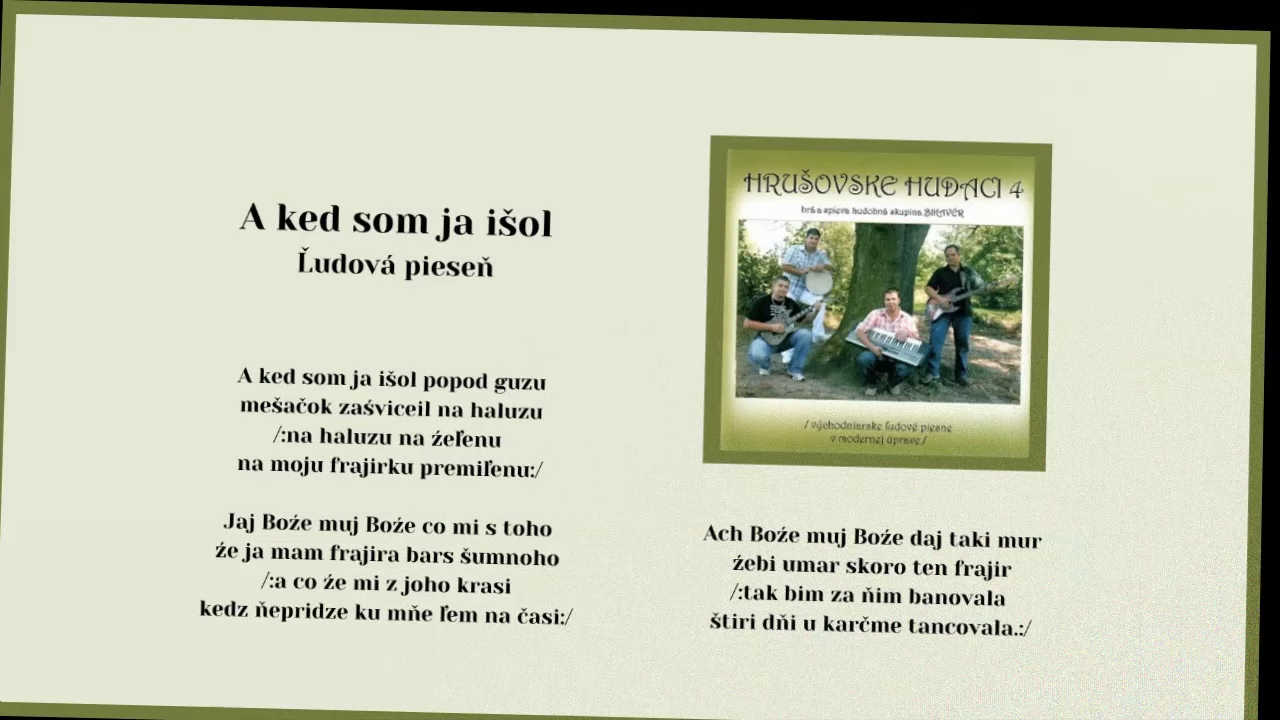 A ked som ja išol
Ľudová pieseň
A ked som ja išol popod guzu
mešačok zaśviceil na haluzu
/:na haluzu na źeľenu
na moju frajirku premiľenu:/
Jaj Boźe muj Boźe co mi s toho
źe ja mam frajira bars šumnoho
/:a co źe mi z joho krasi
kedz ňepridze ku mňe ľem na časi:/
HRUŠOVSKE HUDACI 4
hrá a spieva hudobná skupina BIHAVER
/ východniarske ľudové piesne
v modernej úprave /
Ach Boźe muj Boźe daj taki mur
źebi umar skoro ten frajir
/:tak bim za ňim banovala
štiri dňi u karčme tancovala.:/